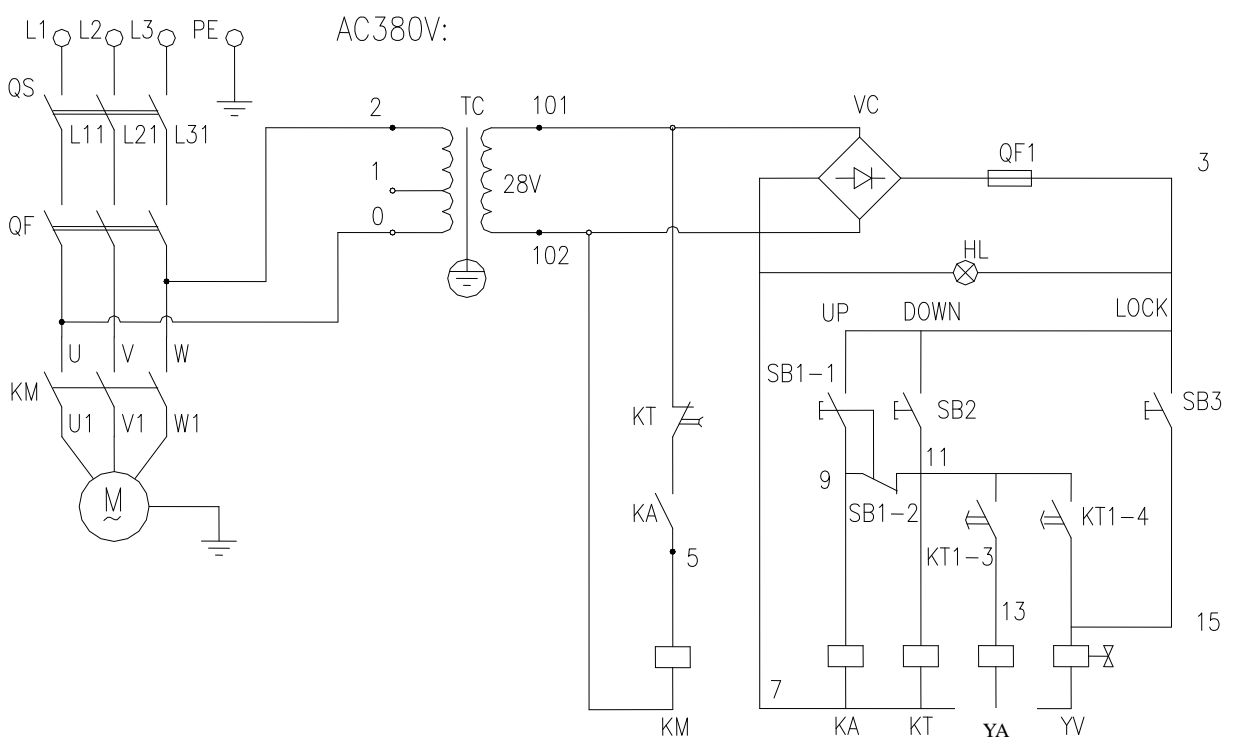 L1 L2 L3 PE AC380V:
QS
L11 L21 L31
2 TC 101 VC
QF1 3
1 28V
QF 0
102
HL
UP DOWN LOCK
U V W
SB1-1
KM KT SB2 SB3
U1 V1 W1
9 11
M KA SB1-2 KT1-4
~
5 KT1-3
13 15
7
KM KA KT YA YV